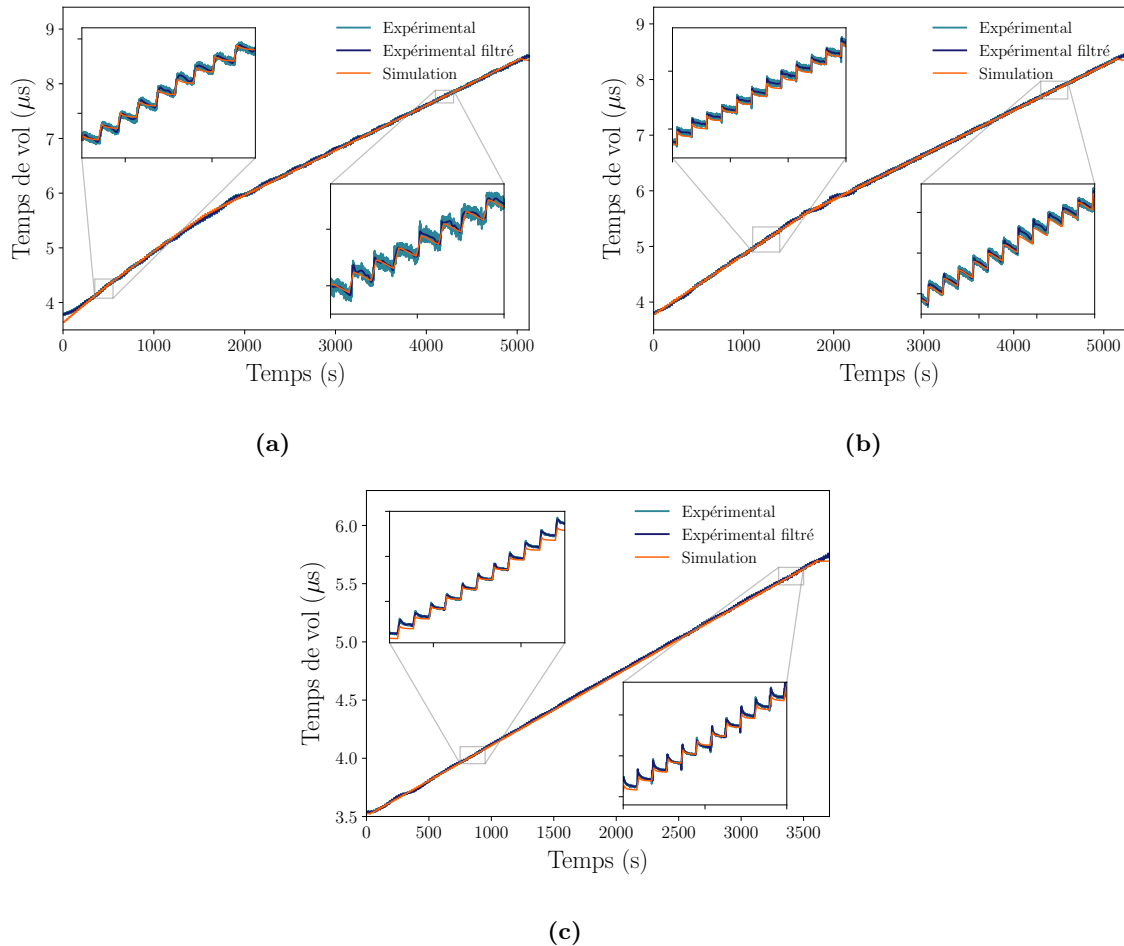 9
8
7
6
5
4
Temps de vol (μs)
Expérimental
Expérimental filtré
Simulation
0
1000
2000
3000
4000
5000
Temps (s)
(a)
9
8
7
6
5
4
Temps de vol (μs)
Expérimental
Expérimental filtré
Simulation
0
1000
2000
3000
4000
5000
Temps (s)
(b)
6.0
5.5
5.0
4.5
4.0
3.5
Temps de vol (μs)
Expérimental
Expérimental filtré
Simulation
0
500
1000
1500
2000
2500
3000
3500
Temps (s)
(c)